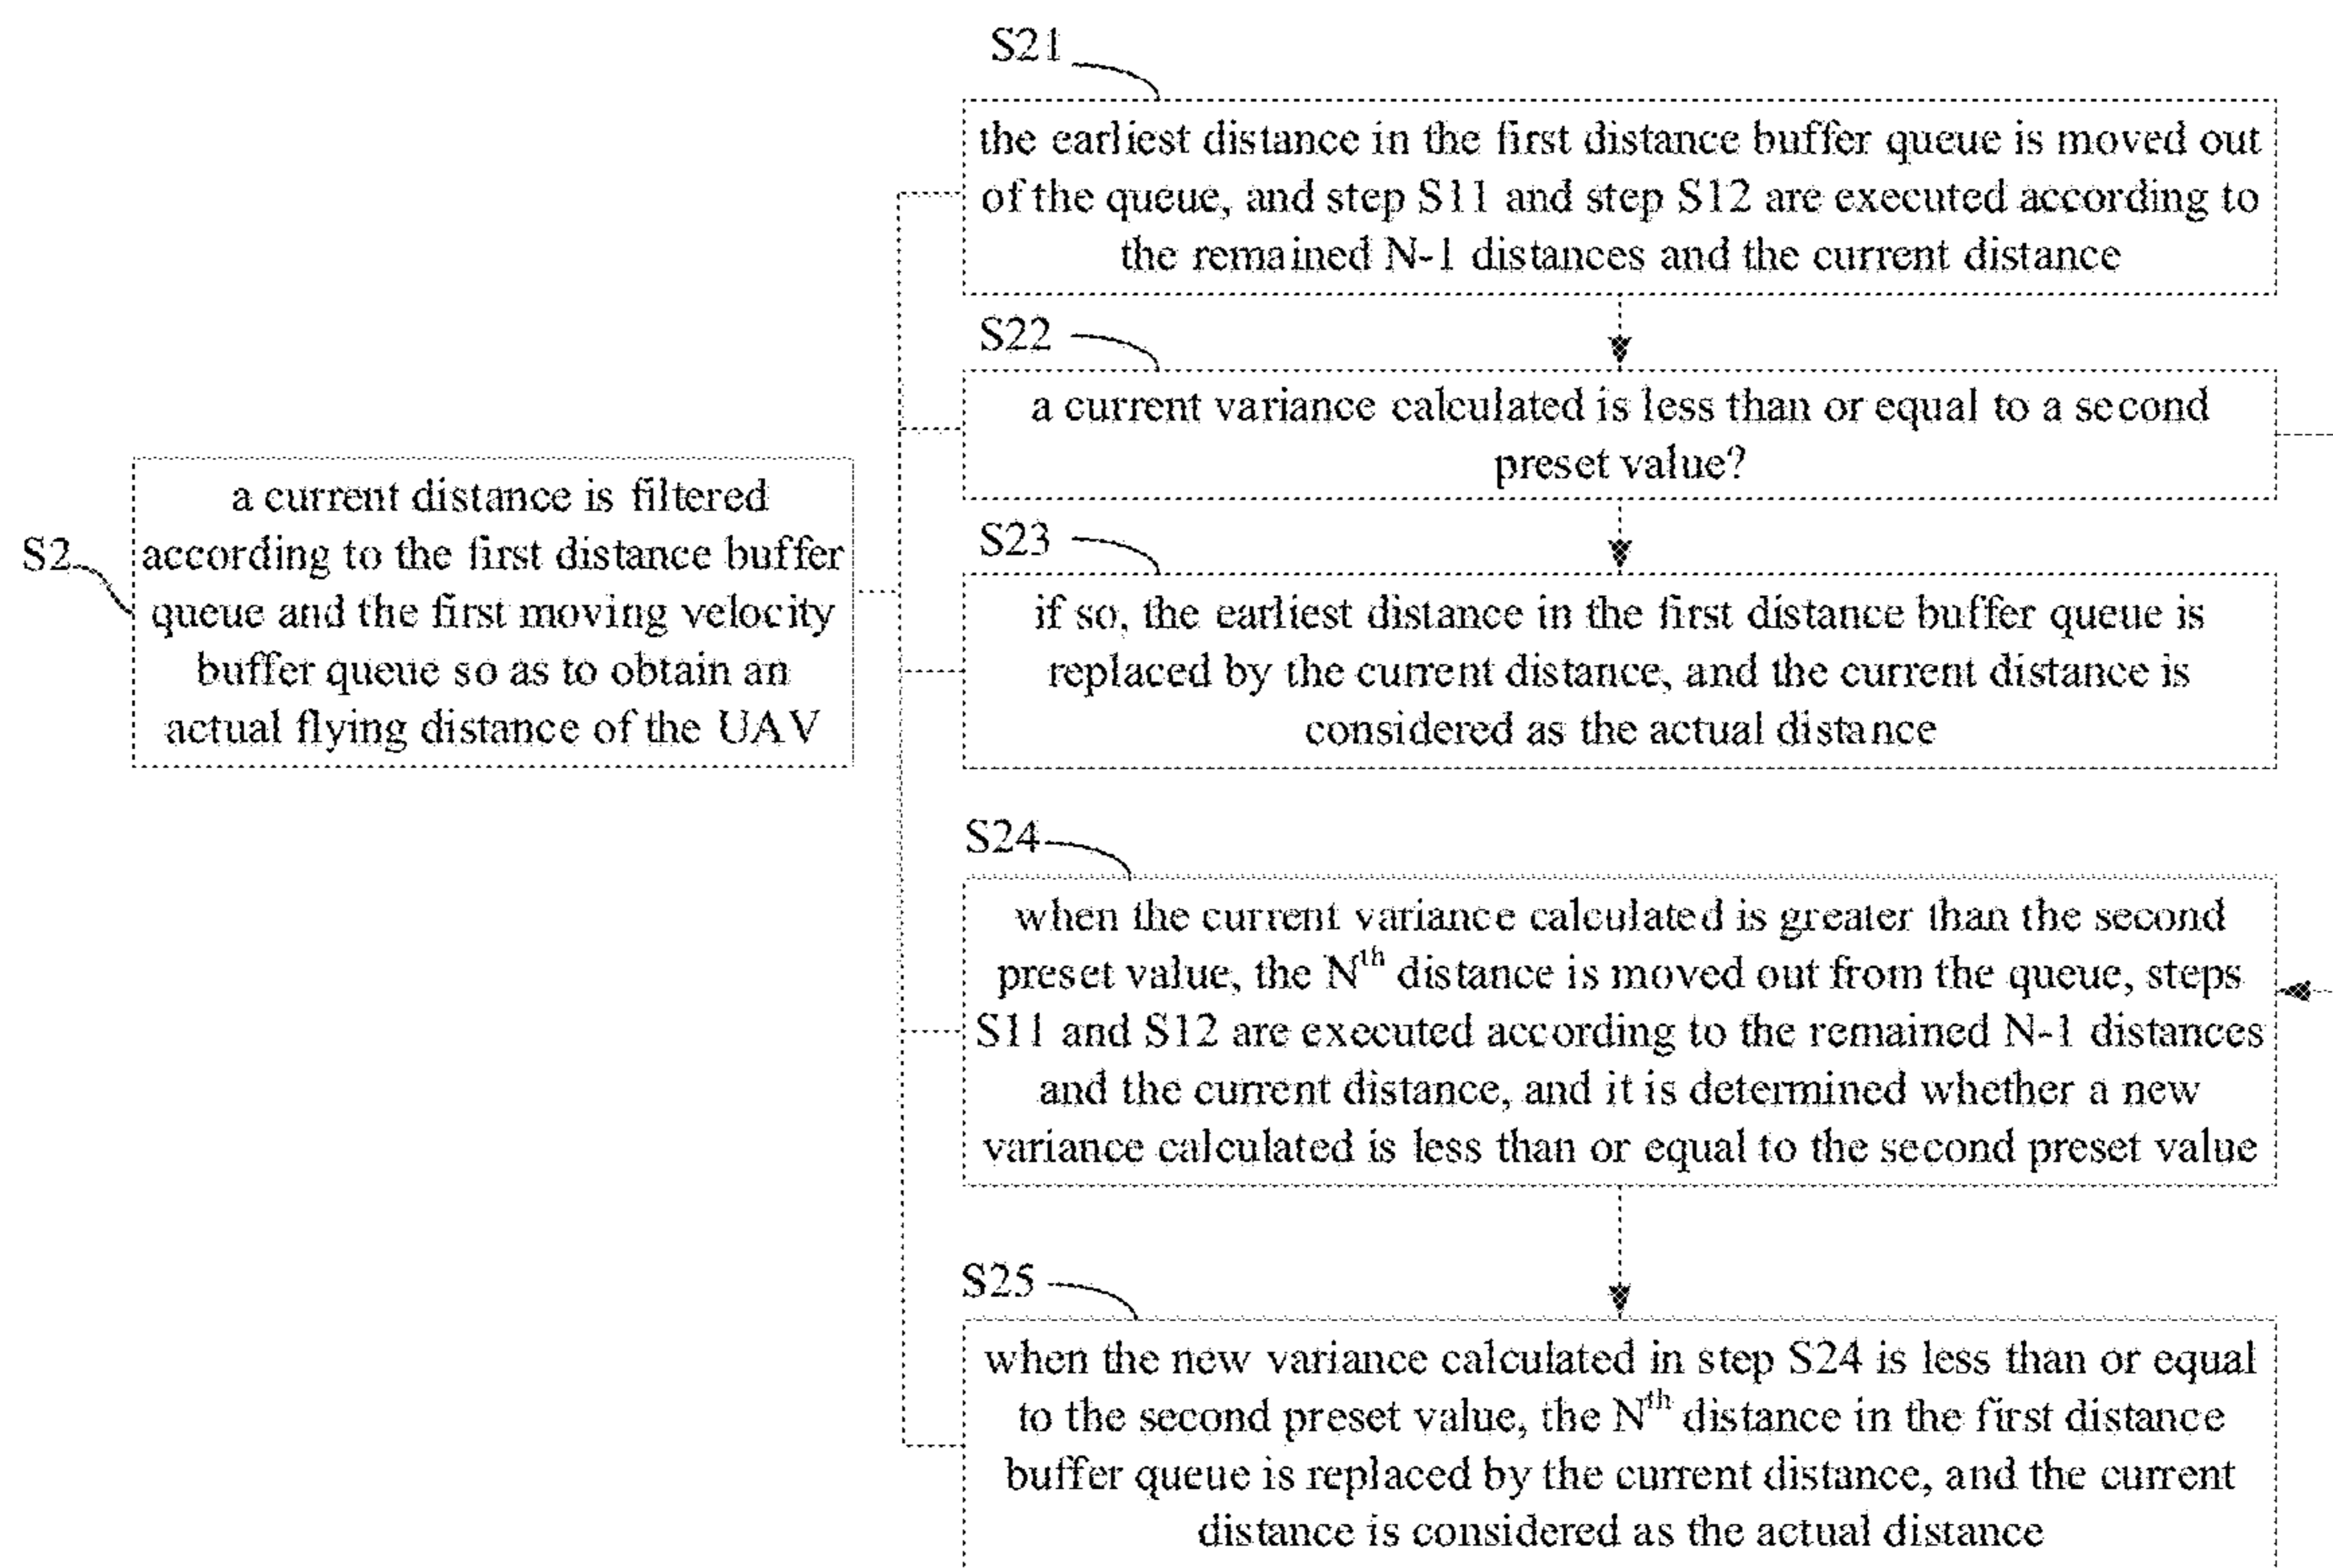 S21
the earliest distance in the first distance buffer queue is moved out
of the queue, and step S11 and step S12 are executed according to
the remained N-1 distances and the current distance
S22
a current variance calculated is less than or equal to a second
preset value?
S2
a current distance is filtered
according to the first distance buffer
queue and the first moving velocity
buffer queue so as to obtain an
actual flying distance of the UAV
S23
if so, the earliest distance in the first distance buffer queue is
replaced by the current distance, and the current distance is
considered as the actual distance
S24
when the current variance calculated is greater than the second
preset value, the Nth distance is moved out from the queue, steps
S11 and S12 are executed according to the remained N-1 distances
and the current distance, and it is determined whether a new
variance calculated is less than or equal to the second preset value
S25
when the new variance calculated in step S24 is less than or equal
to the second preset value, the Nth distance in the first distance
buffer queue is replaced by the current distance, and the current
distance is considered as the actual distance